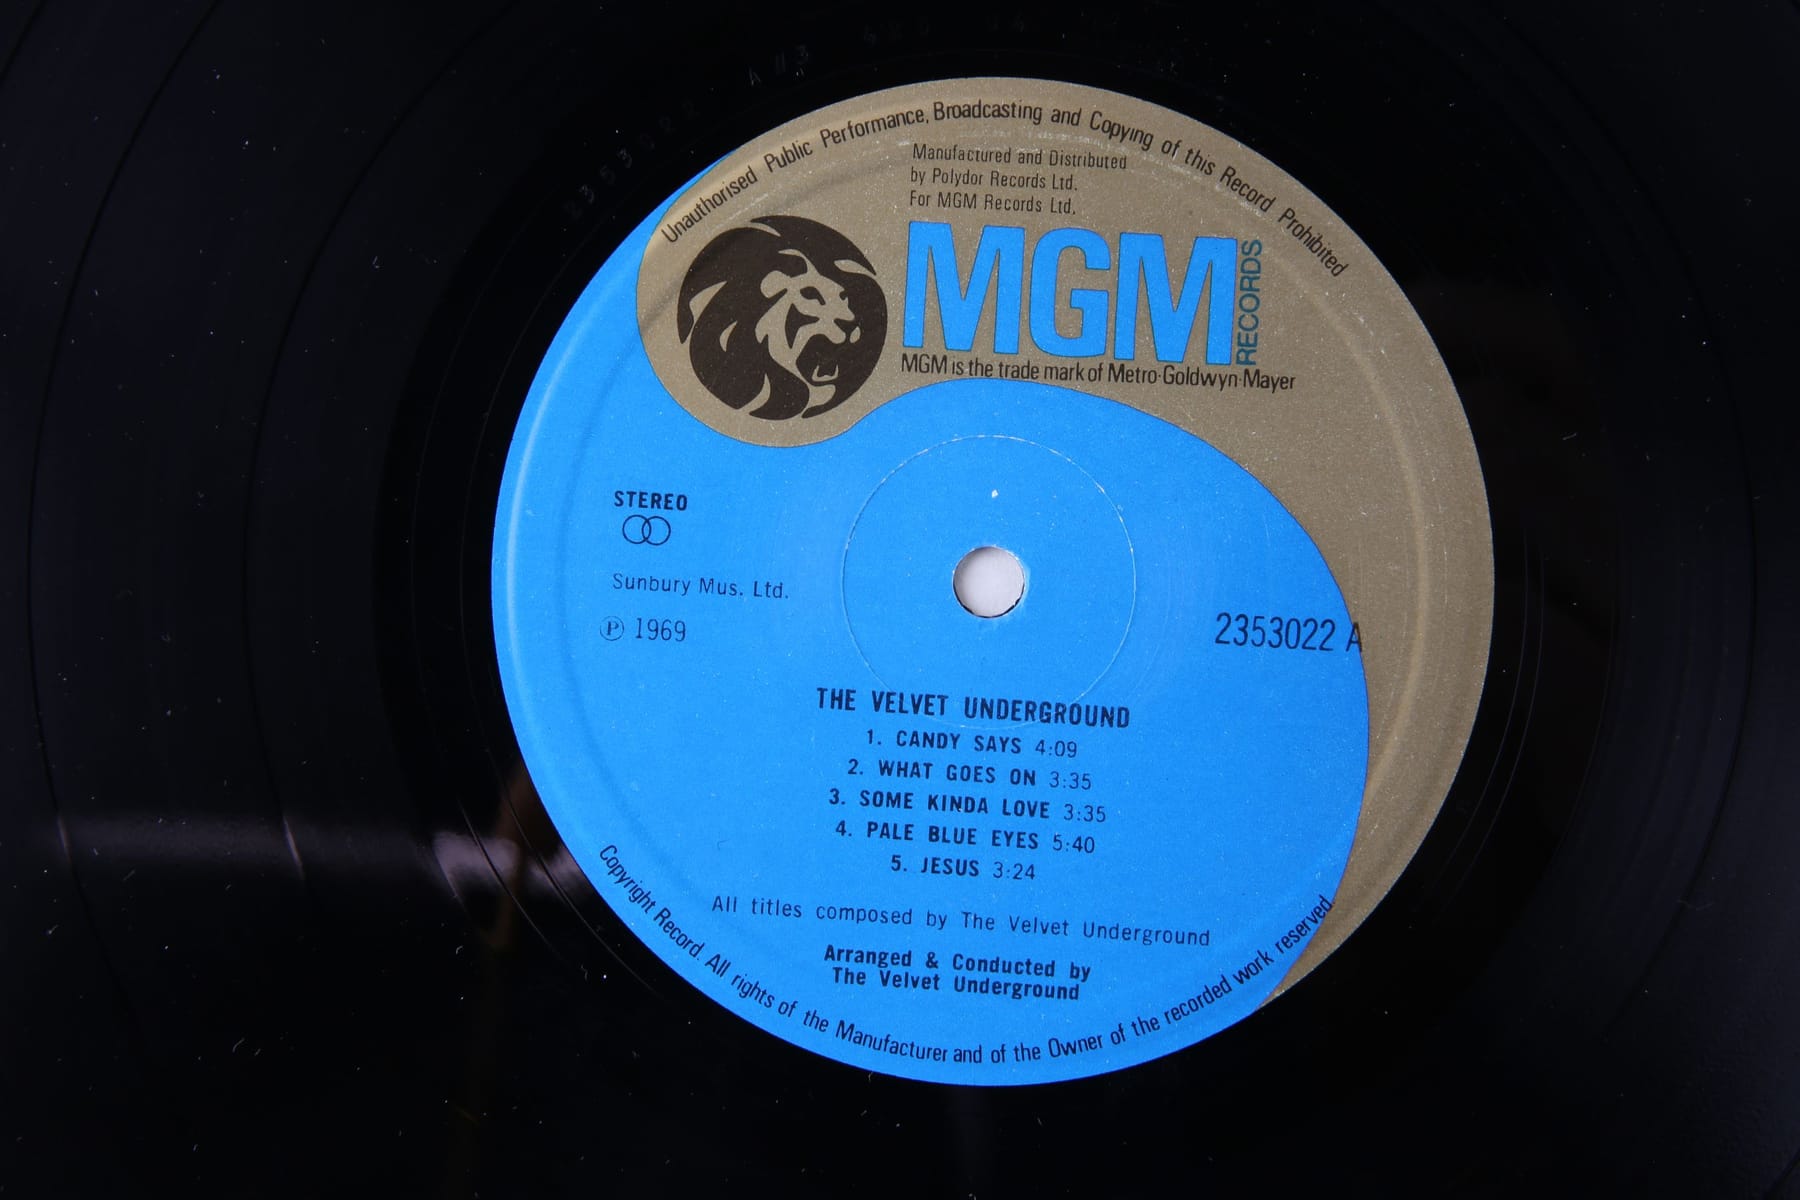 Unauthorised Public Performance, Broadcasting and Copying of this Record Prohibited
Manufactured and Distributed
by Polydor Records Ltd.
For MGM Records Ltd.
MGM RECORDS
MGM is the trade mark of Metro-Goldwyn-Mayer
STEREO
Sunbury Mus. Ltd.
Ⓟ 1969
2353022 A
THE VELVET UNDERGROUND
1. CANDY SAYS 4:09
2. WHAT GOES ON 3:35
3. SOME KINDA LOVE 3:35
4. PALE BLUE EYES 5:40
5. JESUS 3:24
All titles composed by The Velvet Underground
Arranged & Conducted by
The Velvet Underground
Copyright Record. All rights of the Manufacturer and of the Owner of the recorded work reserved.